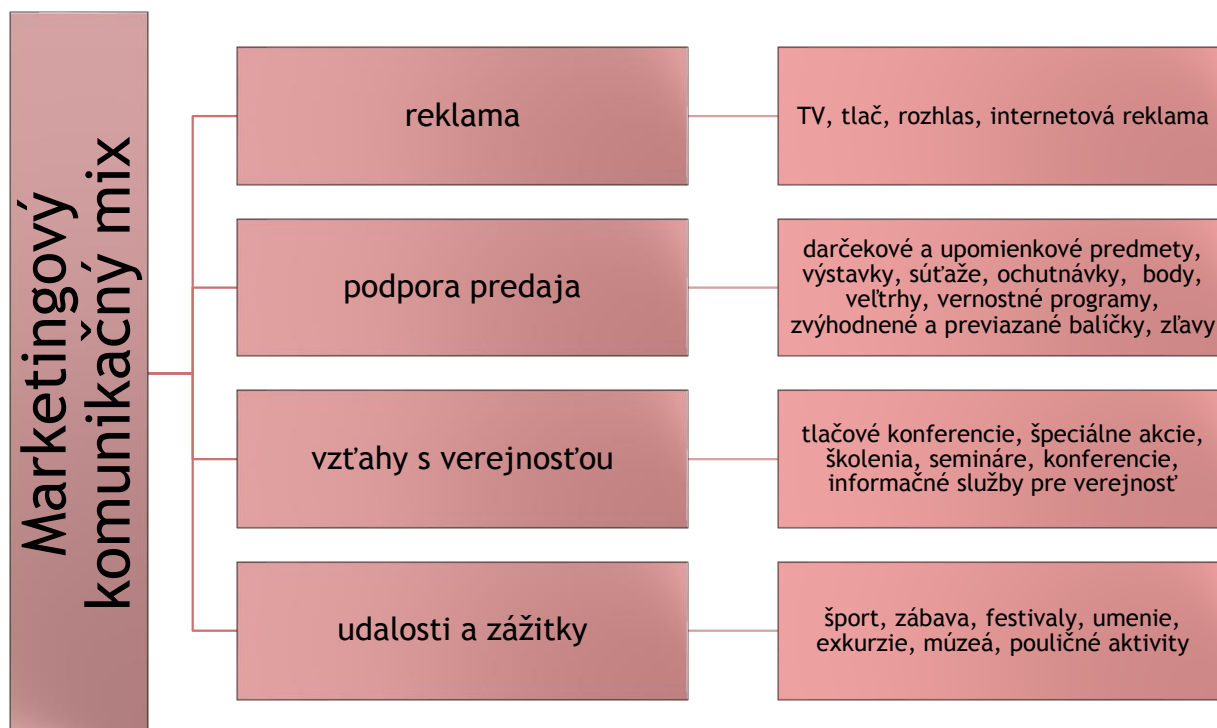 Marketingový
komunikačný mix
reklama
TV, tlač, rozhlas, internetová reklama
podpora predaja
darčekové a upomienkové predmety,
výstavky, súťaže, ochutnávky, body,
veľtrhy, vernostné programy,
zvýhodnené a previazané balíčky, zľavy
vzťahy s verejnosťou
tlačové konferencie, špeciálne akcie,
školenia, semináre, konferencie,
informačné služby pre verejnosť
udalosti a zážitky
šport, zábava, festivaly, umenie,
exkurzie, múzeá, pouličné aktivity